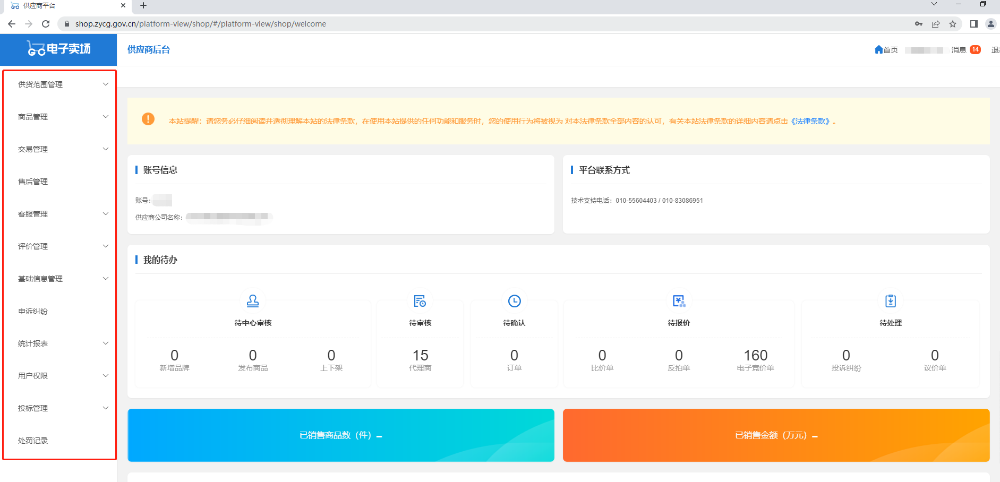 供应商平台
shop.zycg.gov.cn/platform-view/shop/#/platform-view/shop/welcome
GO电子卖场
供应商后台
首页
消息 14
供货范围管理
商品管理
交易管理
售后管理
客服管理
评价管理
基础信息管理
申诉纠纷
统计报表
用户权限
投标管理
处罚记录
本站提醒：请您务必仔细阅读并透彻理解本站的法律条款，在使用本站提供的任何功能和服务时，您的使用行为将被视为 对本法律条款全部内容的认可，有关本站法律条款的详细内容请点击《法律条款》。
账号信息
账号：
供应商公司名称：
平台联系方式
技术支持电话：010-55604403 / 010-83086951
我的待办
待中心审核
0 0 0
新增品牌 发布商品 上下架
待审核
15
代理商
待确认
0
订单
待报价
0 0 160
比价单 反拍单 电子竞价单
待处理
0 0
投诉纠纷 议价单
已销售商品数（件） –
已销售金额（万元） –